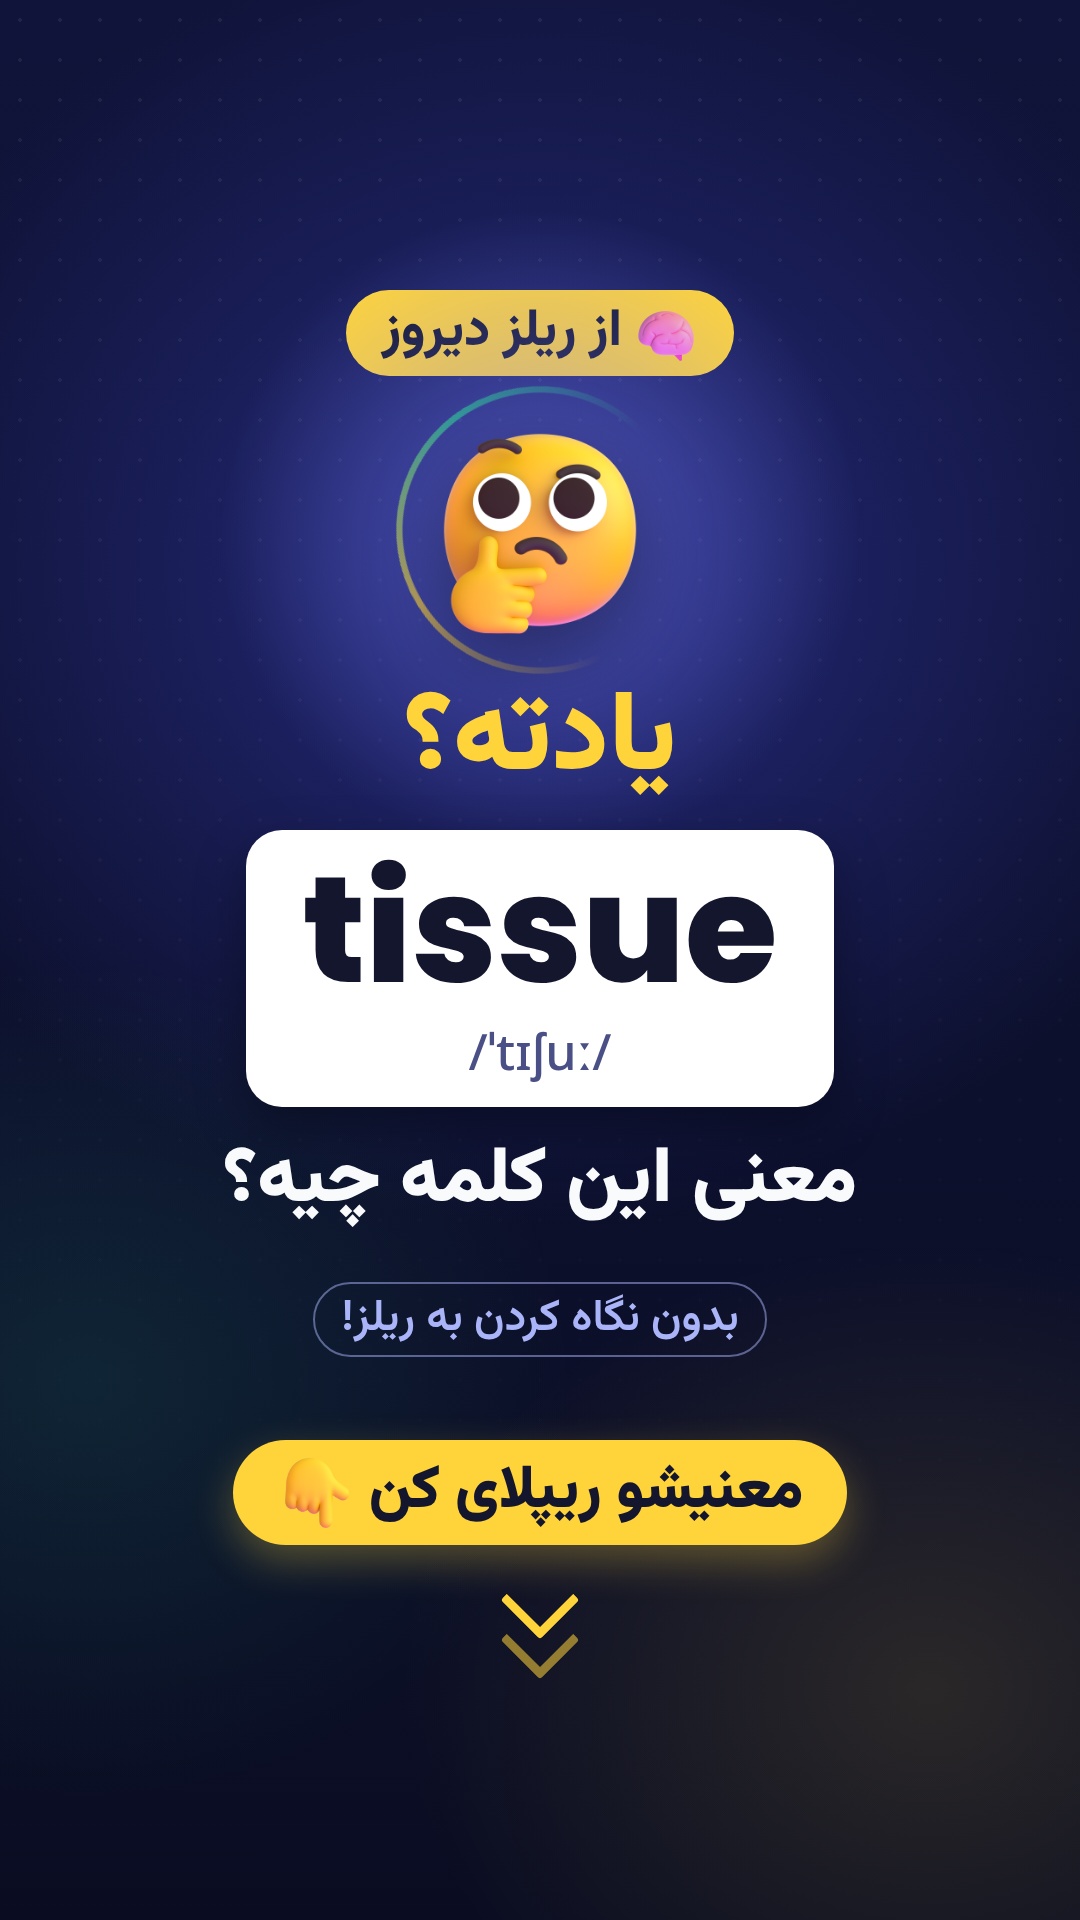 🧠 از ریلز دیروز
یادته؟
tissue
/ˈtɪʃuː/
معنی این کلمه چیه؟
بدون نگاه کردن به ریلز!
معنیشو ریپلای کن 👇